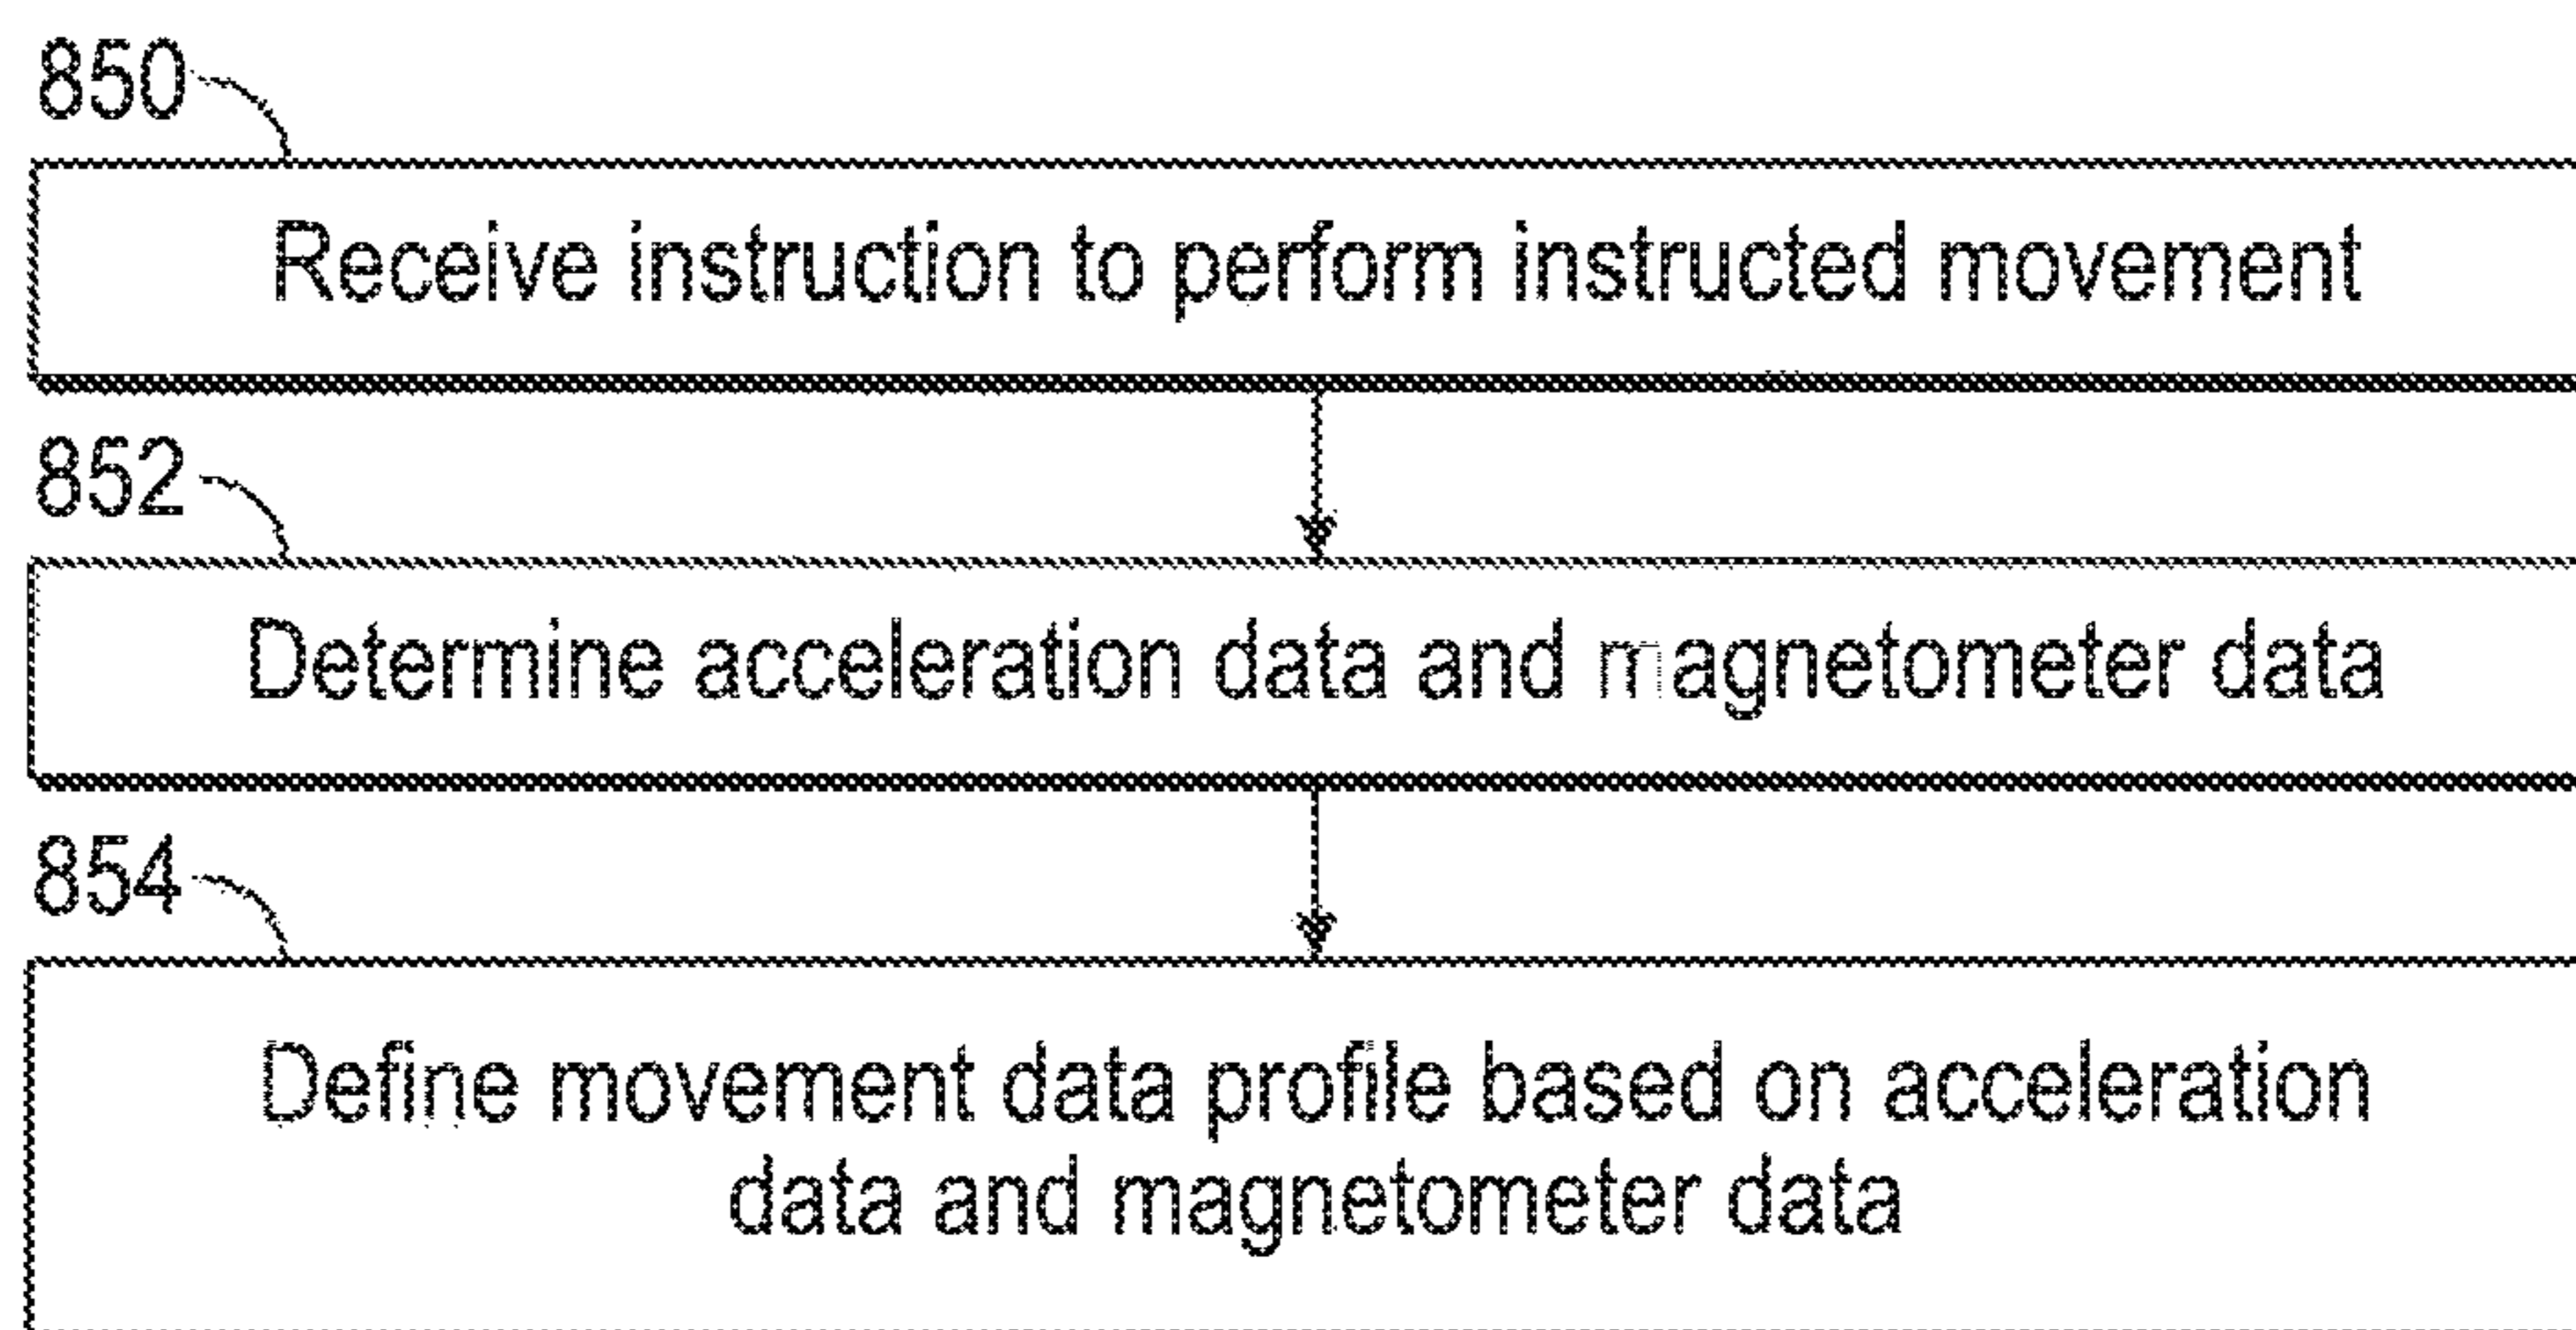 850
Receive instruction to perform instructed movement
852
Determine acceleration data and magnetometer data
854
Define movement data profile based on acceleration
data and magnetometer data